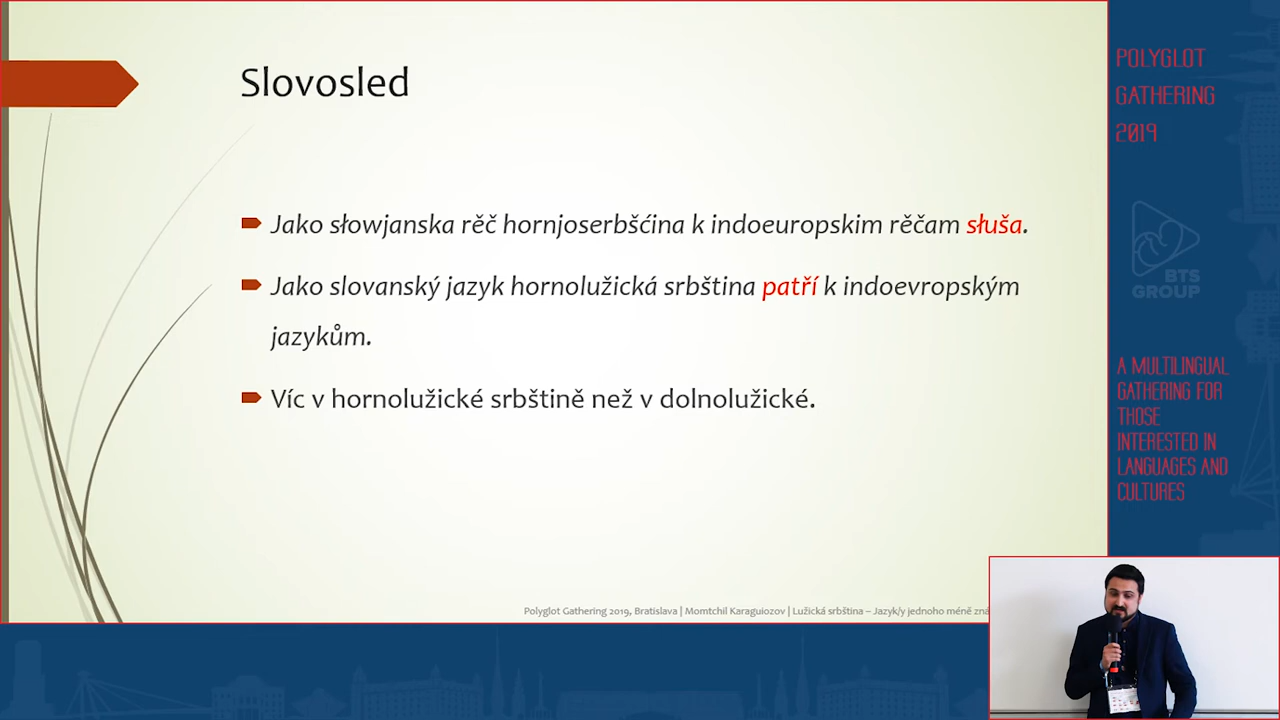 Slovosled
Jako słowjanska rěč hornjoserbšćina k indoeuropskim rěčam słuša.
Jako slovanský jazyk hornolužická srbština patří k indoevropským
jazykům.
Víc v hornolužické srbštině než v dolnolužické.
Polyglot Gathering 2019, Bratislava | Momtchil Karaguiozov | Lužická srbština – Jazyk/y jednoho méně zná
POLYGLOT
GATHERING
2019
BTS
GROUP
A MULTILINGUAL
GATHERING FOR
THOSE
INTERESTED IN
LANGUAGES AND
CULTURES